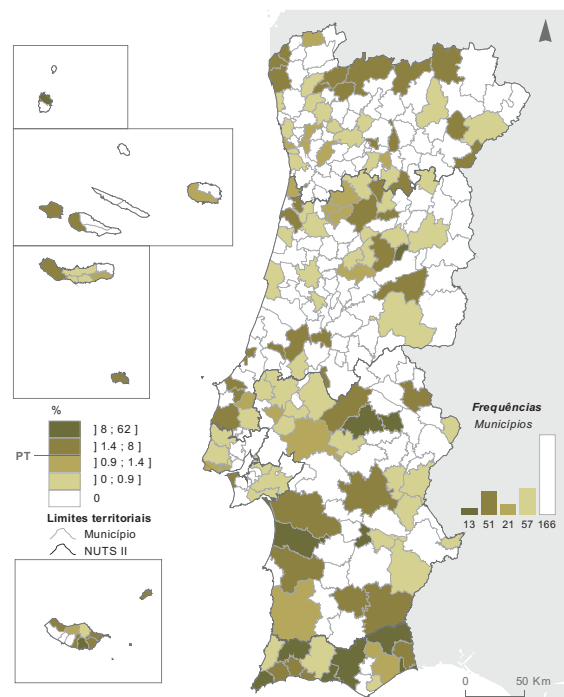 %
] 8 ; 62 ]
] 1.4 ; 8 ]
PT
] 0.9 ; 1.4 ]
] 0 ; 0.9 ]
0
Limites territoriais
Município
NUTS II
Frequências
Municípios
13 51 21 57 166
0 50 Km